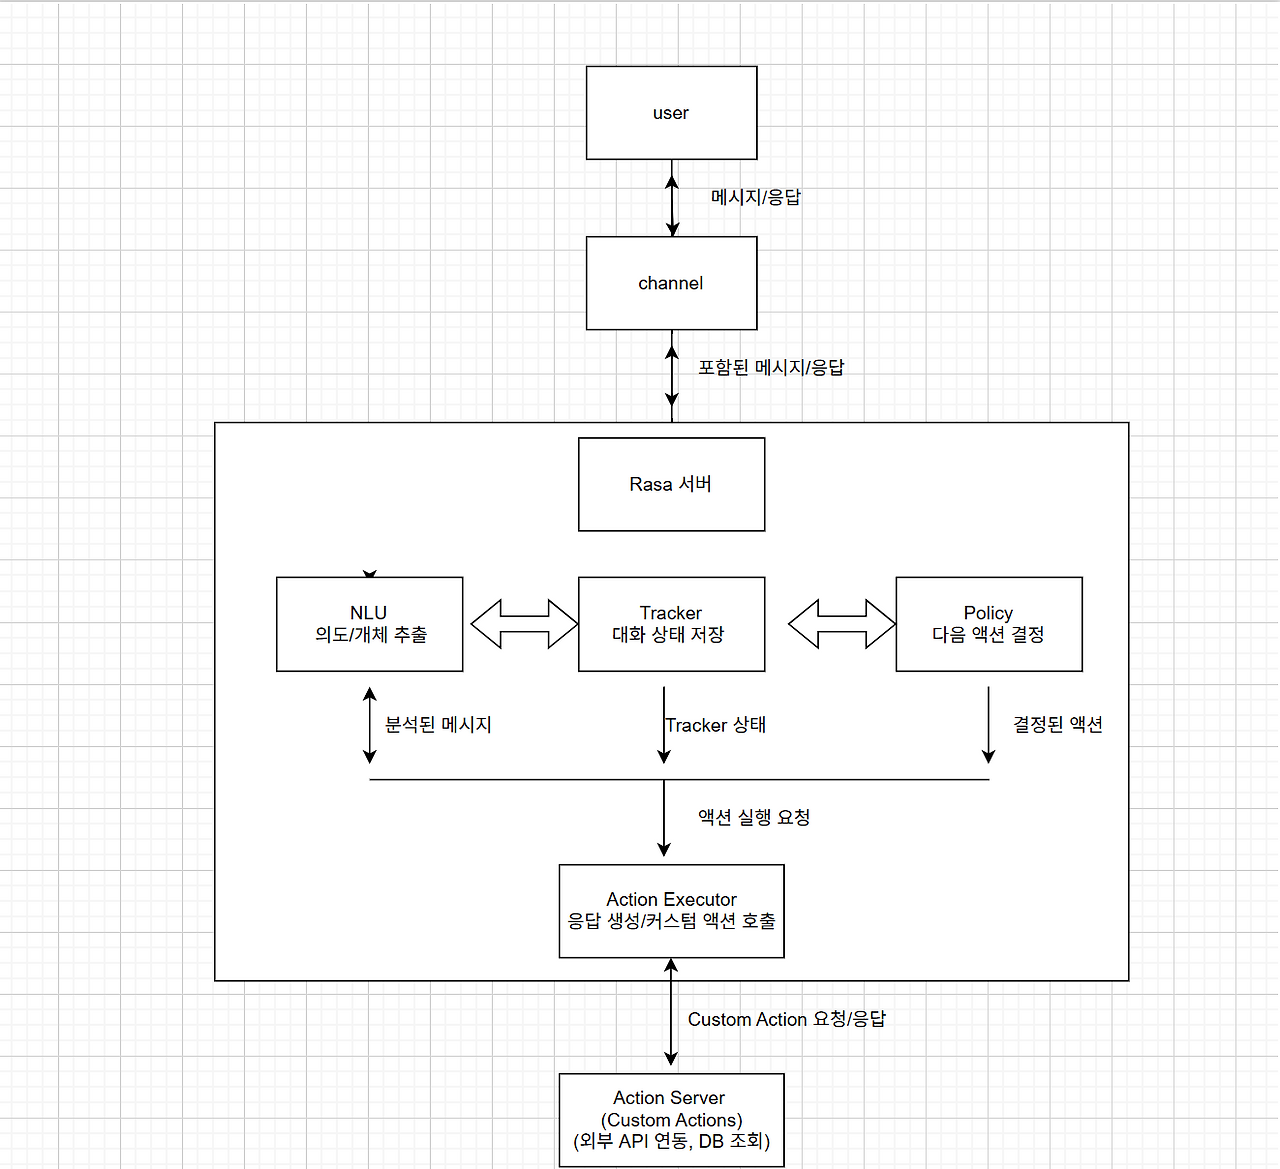 user
메시지/응답
channel
포함된 메시지/응답
Rasa 서버
NLU
의도/개체 추출
Tracker
대화 상태 저장
Policy
다음 액션 결정
분석된 메시지
Tracker 상태
결정된 액션
액션 실행 요청
Action Executor
응답 생성/커스텀 액션 호출
Custom Action 요청/응답
Action Server
(Custom Actions)
(외부 API 연동, DB 조회)